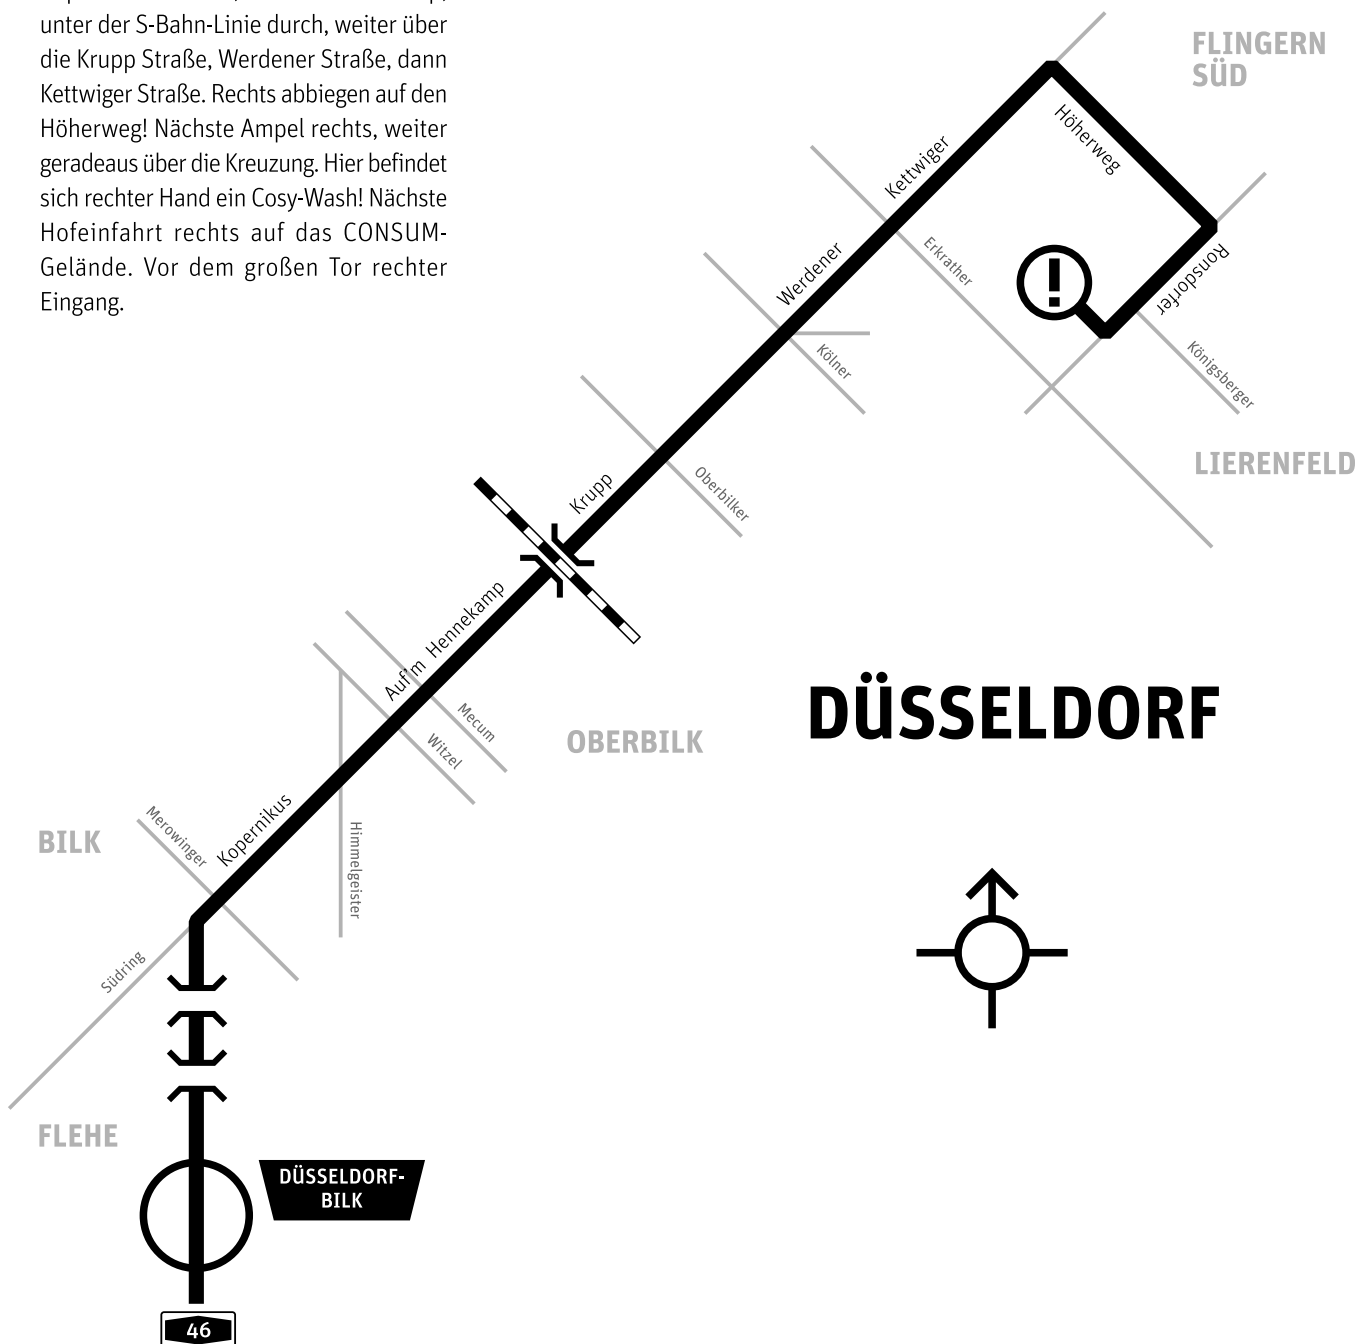 unter der S-Bahn-Linie durch, weiter über
die Krupp Straße, Werdener Straße, dann
Kettwiger Straße. Rechts abbiegen auf den
Höherweg! Nächste Ampel rechts, weiter
geradeaus über die Kreuzung. Hier befindet
sich rechter Hand ein Cosy-Wash! Nächste
Hofeinfahrt rechts auf das CONSUM-
Gelände. Vor dem großen Tor rechter
Eingang.
FLINGERN
SÜD
Höherweg
Kettwiger
Erkrather
Ronsdorfer
!
Werdener
Kölner
Königsberger
LIERENFELD
Oberbilker
Krupp
Auf'm Hennekamp
Mecum
Witzel
OBERBILK
DÜSSELDORF
Kopernikus
Himmelgeister
Merowinger
BILK
Südring
FLEHE
DÜSSELDORF-
BILK
46